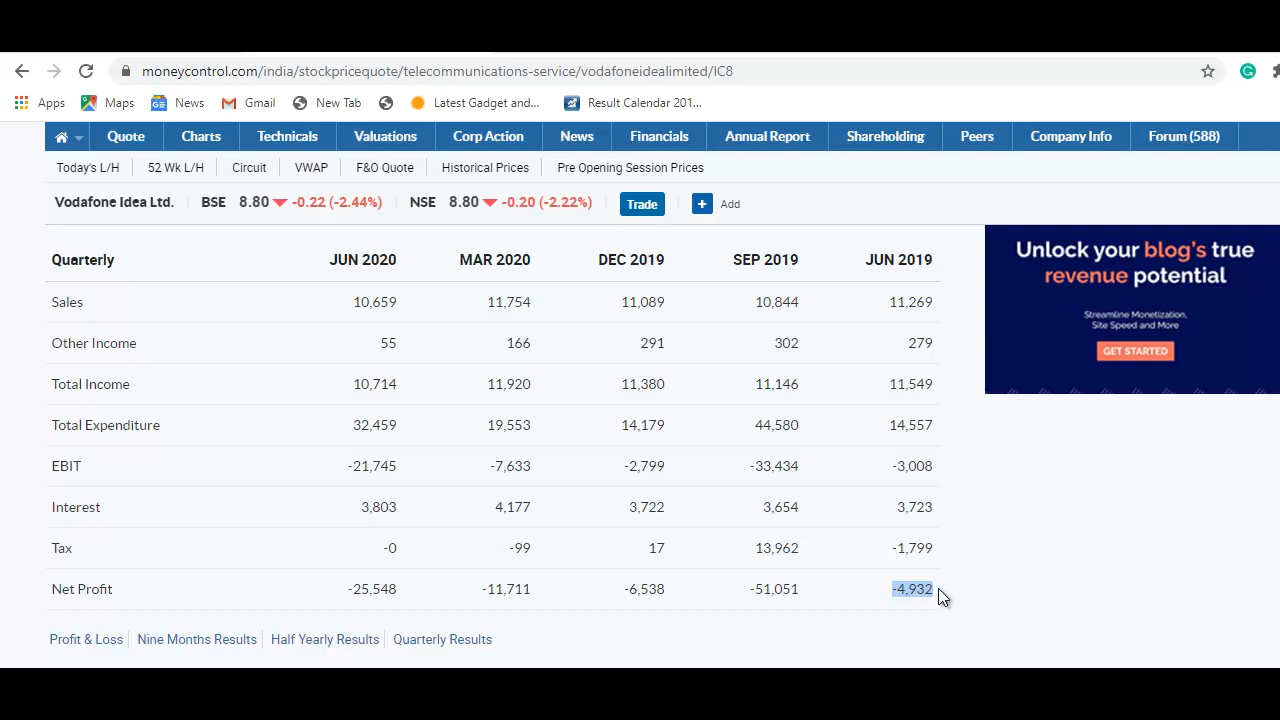 moneycontrol.com/india/stockpricequote/telecommunications-service/vodafoneidealimited/IC8
Apps Maps News Gmail New Tab Latest Gadget and... Result Calendar 201...
Quote Charts Technicals Valuations Corp Action News Financials Annual Report Shareholding Peers Company Info Forum (588)
Today's L/H 52 Wk L/H Circuit VWAP F&O Quote Historical Prices Pre Opening Session Prices
Vodafone Idea Ltd. BSE 8.80 -0.22 (-2.44%) NSE 8.80 -0.20 (-2.22%) Trade + Add
Quarterly JUN 2020 MAR 2020 DEC 2019 SEP 2019 JUN 2019
Sales 10,659 11,754 11,089 10,844 11,269
Other Income 55 166 291 302 279
Total Income 10,714 11,920 11,380 11,146 11,549
Total Expenditure 32,459 19,553 14,179 44,580 14,557
EBIT -21,745 -7,633 -2,799 -33,434 -3,008
Interest 3,803 4,177 3,722 3,654 3,723
Tax -0 -99 17 13,962 -1,799
Net Profit -25,548 -11,711 -6,538 -51,051 -4,932
Profit & Loss Nine Months Results Half Yearly Results Quarterly Results
Unlock your blog's true
revenue potential
Streamline Monetization,
Site Speed and More
GET STARTED